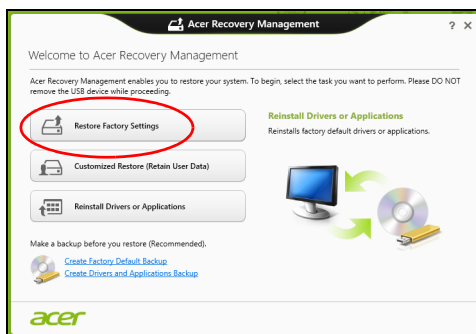 Acer Recovery Management
? X
Welcome to Acer Recovery Management
Acer Recovery Management enables you to restore your system. To begin, select the task you want to perform. Please DO NOT
remove the USB device while proceeding.
Restore Factory Settings
Reinstall Drivers or Applications
Reinstalls factory default drivers or applications.
Customized Restore (Retain User Data)
Reinstall Drivers or Applications
Make a backup before you restore (Recommended).
Create Factory Default Backup
Create Drivers and Applications Backup
acer